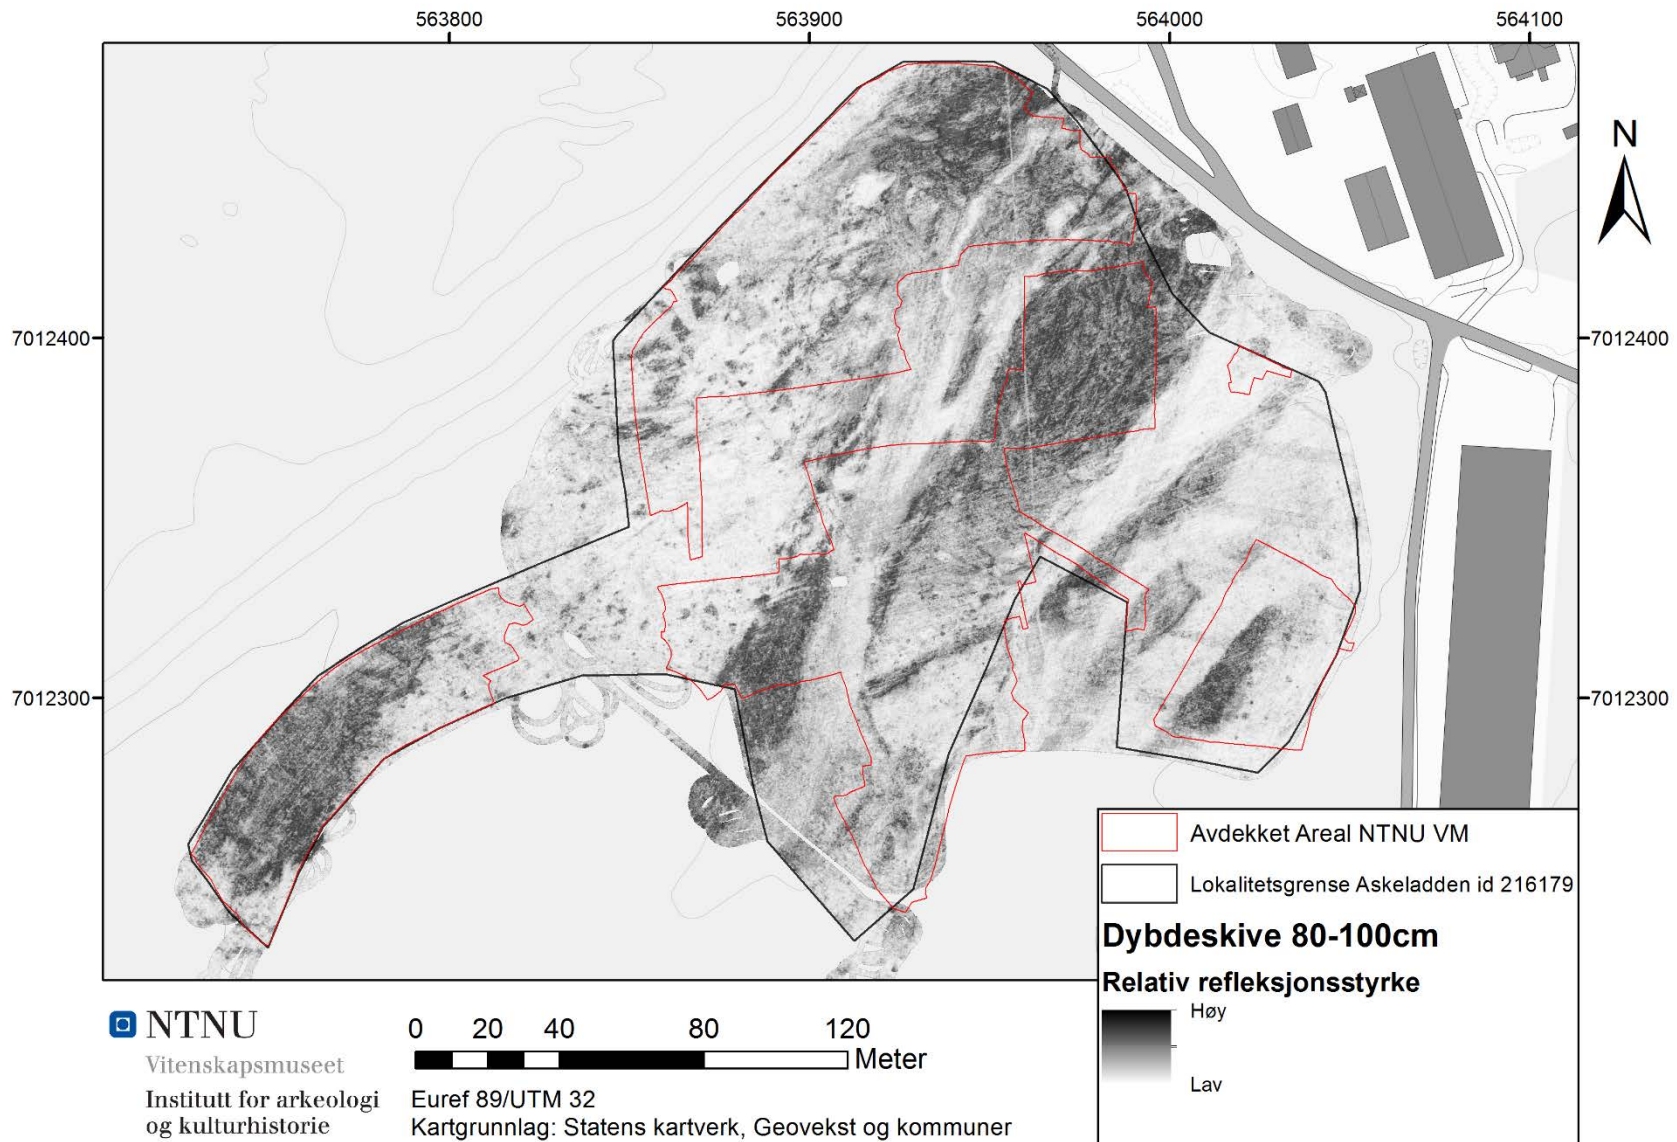 563800
563900
564000
564100
N
7012400
7012400
7012300
7012300
Avdekket Areal NTNU VM
Lokalitetsgrense Askeladden id 216179
Dybdeskive 80-100cm
Relativ refleksjonsstyrke
Høy
Lav
NTNU
Vitenskapsmuseet
Institutt for arkeologi
og kulturhistorie
0 20 40 80 120
Meter
Euref 89/UTM 32
Kartgrunnlag: Statens kartverk, Geovekst og kommuner